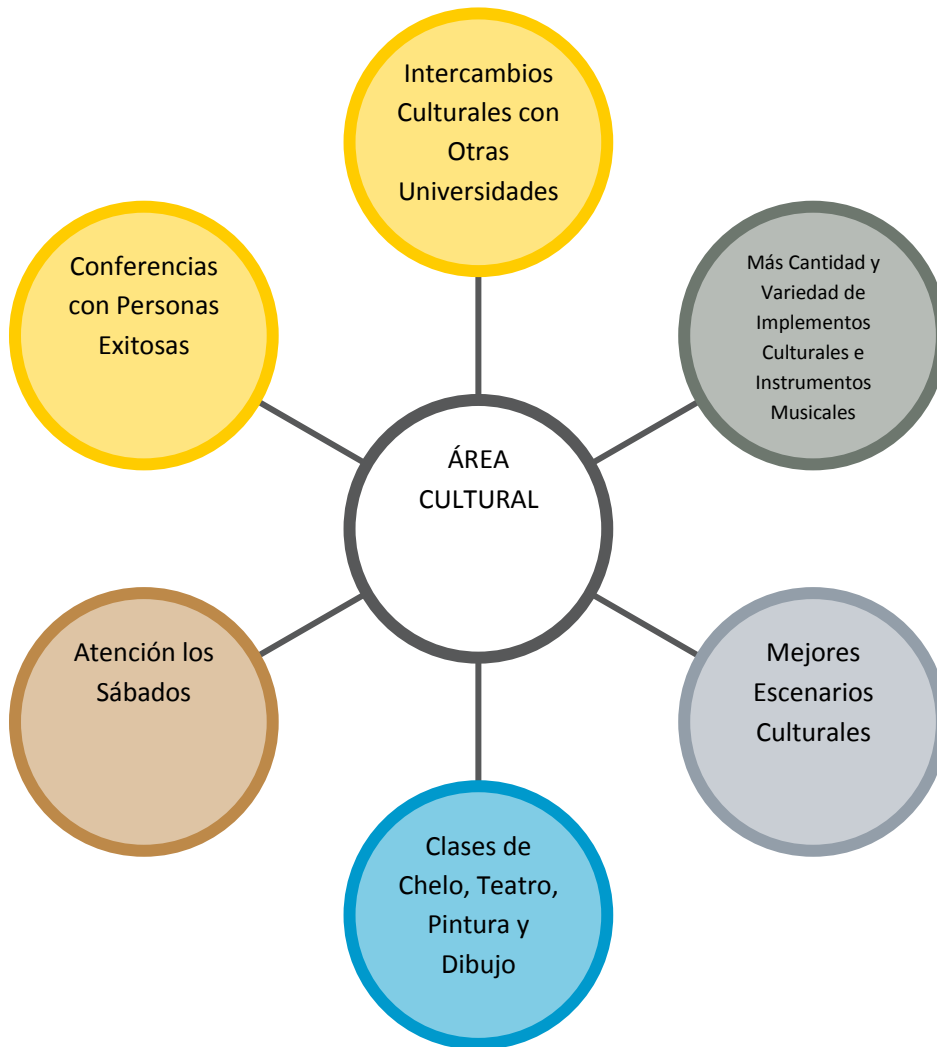 Intercambios
Culturales con
Otras
Universidades
Conferencias
con Personas
Exitosas
Más Cantidad y
Variedad de
Implementos
Culturales e
Instrumentos
Musicales
ÁREA
CULTURAL
Atención los
Sábados
Mejores
Escenarios
Culturales
Clases de
Chelo, Teatro,
Pintura y
Dibujo